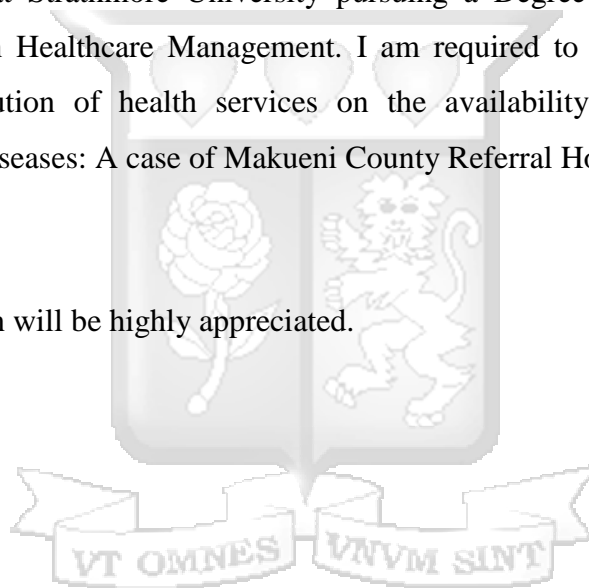 at Strathmore University pursuing a Degree
Healthcare Management. I am required to
ution of health services on the availability
seases: A case of Makueni County Referral Ho
will be highly appreciated.
VT OMNES VNVM SINT